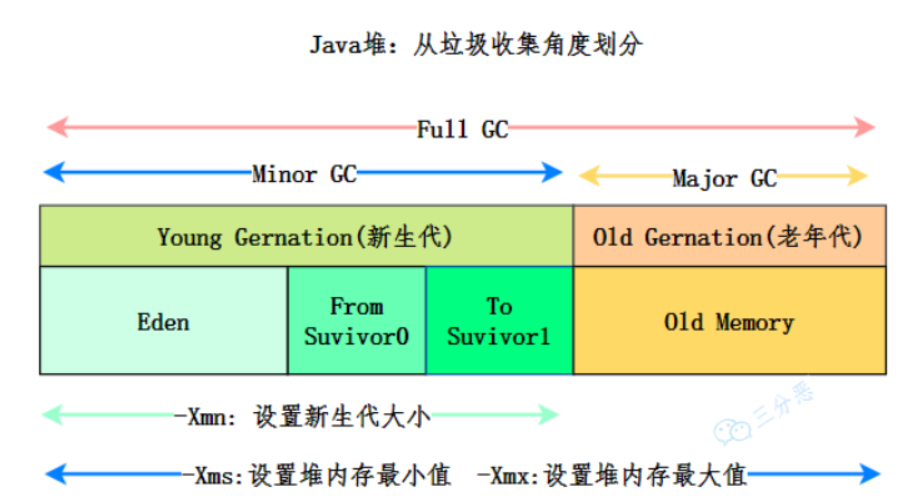 Java堆：从垃圾收集角度划分
Full GC
Minor GC
Major GC
Young Gernation(新生代)
Old Gernation(老年代)
Eden
From
Suvivor0
To
Suvivor1
Old Memory
-Xmn: 设置新生代大小
三分恶
-Xms:设置堆内存最小值 -Xmx:设置堆内存最大值